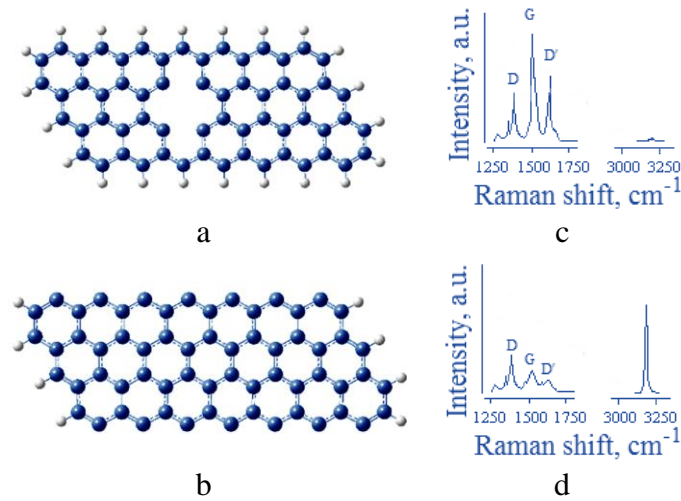 G
D'
D
Intensity, a.u.
1250 1500 1750 3000 3250
Raman shift, cm-1
a
c
D
G
D'
Intensity, a.u.
1250 1500 1750 3000 3250
Raman shift, cm-1
b
d